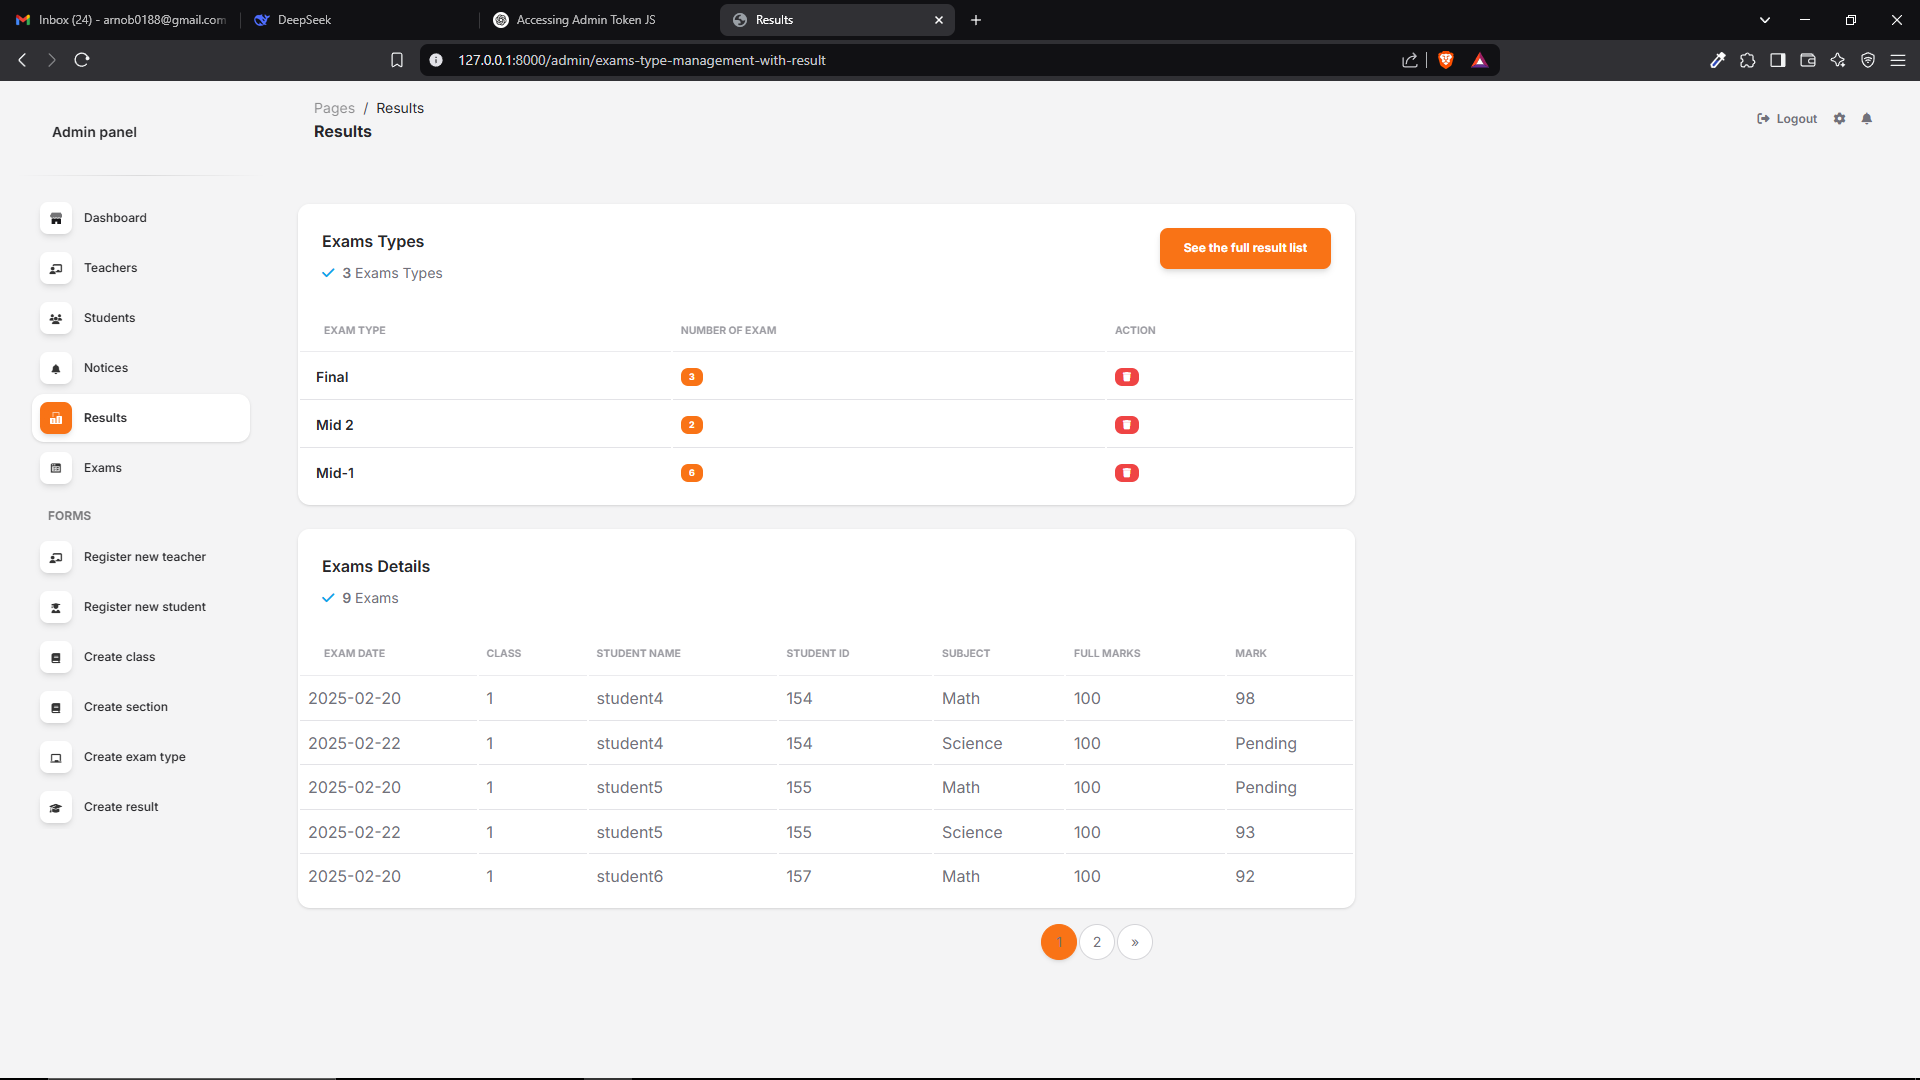 Inbox (24) - arnob0188@gmail.com
DeepSeek
Accessing Admin Token JS
Results
127.0.0.1:8000/admin/exams-type-management-with-result
Admin panel
Pages / Results
Results
Logout
Dashboard
Teachers
Students
Notices
Results
Exams
FORMS
Register new teacher
Register new student
Create class
Create section
Create exam type
Create result
Exams Types
3 Exams Types
See the full result list
EXAM TYPE NUMBER OF EXAM ACTION
Final 3
Mid 2 2
Mid-1 6
Exams Details
9 Exams
EXAM DATE CLASS STUDENT NAME STUDENT ID SUBJECT FULL MARKS MARK
2025-02-20 1 student4 154 Math 100 98
2025-02-22 1 student4 154 Science 100 Pending
2025-02-20 1 student5 155 Math 100 Pending
2025-02-22 1 student5 155 Science 100 93
2025-02-20 1 student6 157 Math 100 92
1 2 »